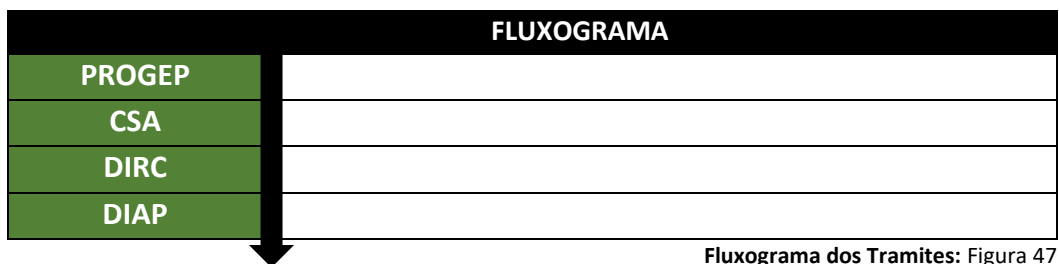 FLUXOGRAMA
PROGEP
CSA
DIRC
DIAP
Fluxograma dos Tramites: Figura 47